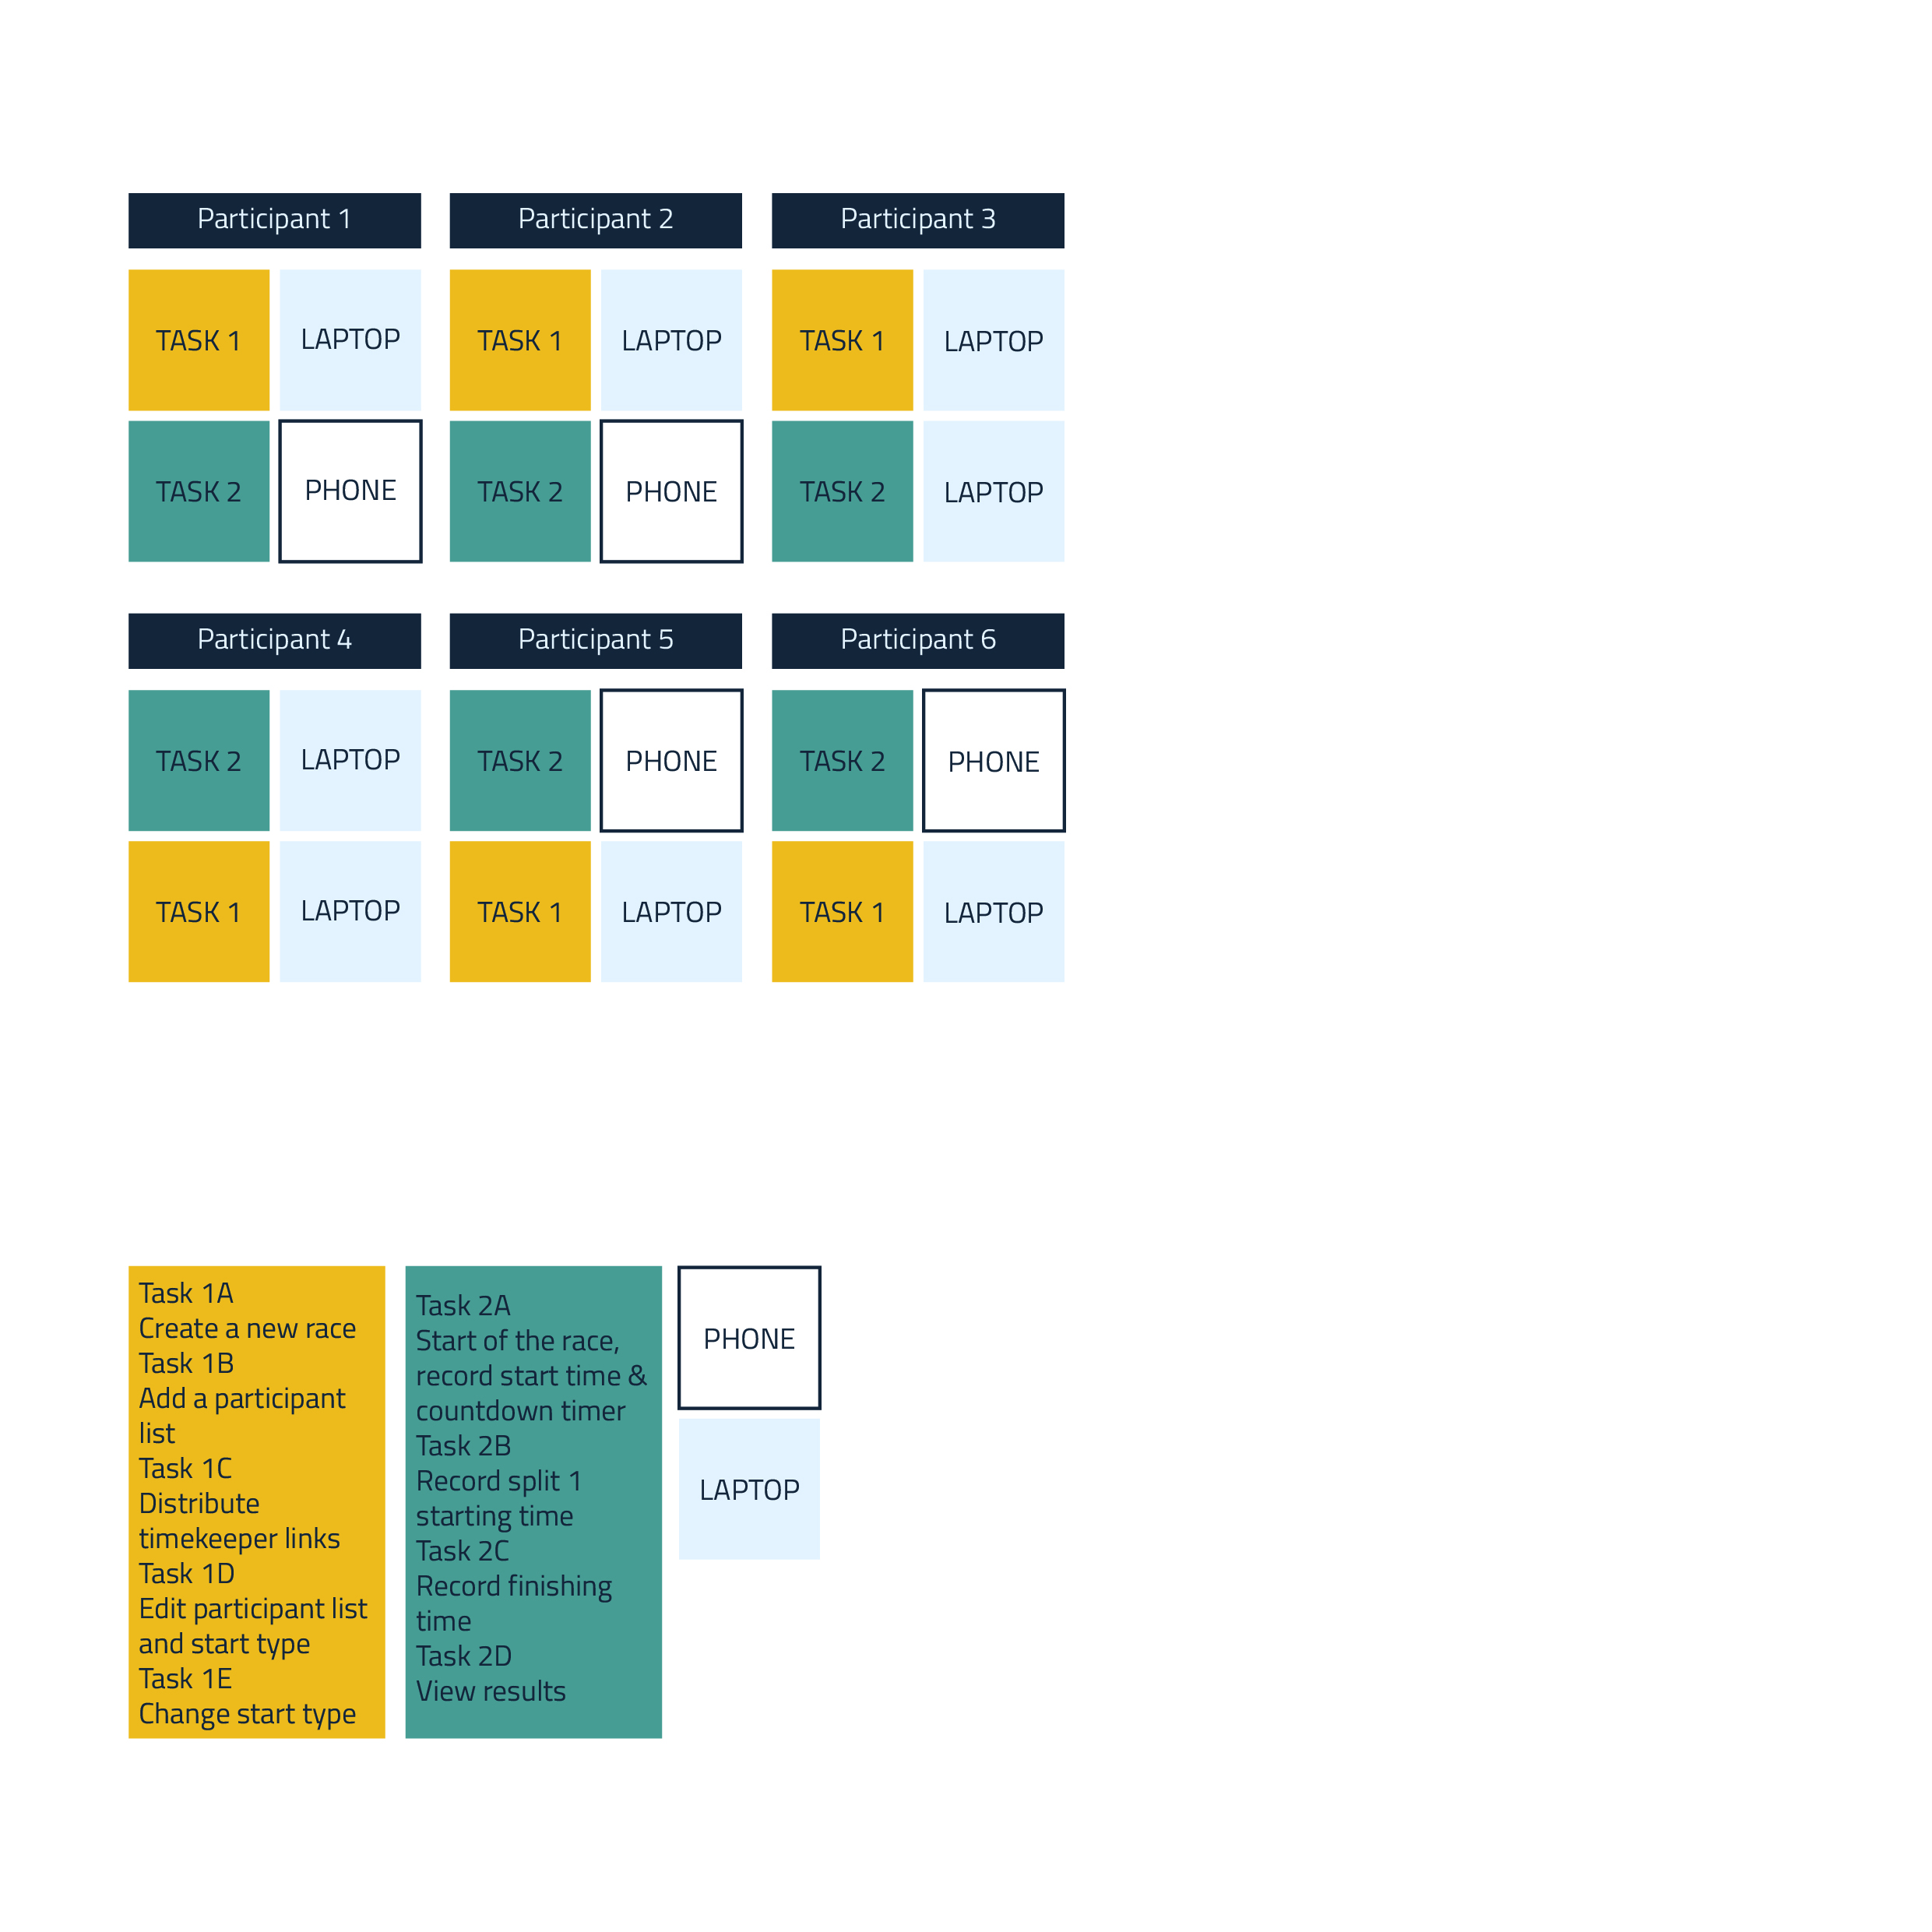 Participant 1
Participant 2
Participant 3
TASK 1
LAPTOP
TASK 1
LAPTOP
TASK 1
LAPTOP
TASK 2
PHONE
TASK 2
PHONE
TASK 2
LAPTOP
Participant 4
Participant 5
Participant 6
TASK 2
LAPTOP
TASK 2
PHONE
TASK 2
PHONE
TASK 1
LAPTOP
TASK 1
LAPTOP
TASK 1
LAPTOP
Task 1A
Create a new race
Task 1B
Add a participant
list
Task 1C
Distribute
timekeeper links
Task 1D
Edit participant list
and start type
Task 1E
Change start type
Task 2A
Start of the race,
record start time &
countdown timer
Task 2B
Record split 1
starting time
Task 2C
Record finishing
time
Task 2D
View results
PHONE
LAPTOP